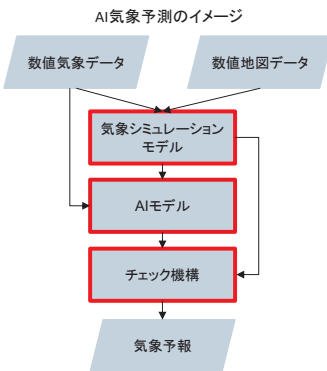 AI気象予測のイメージ
数値気象データ
数値地図データ
気象シミュレーション
モデル
AIモデル
チェック機構
気象予報